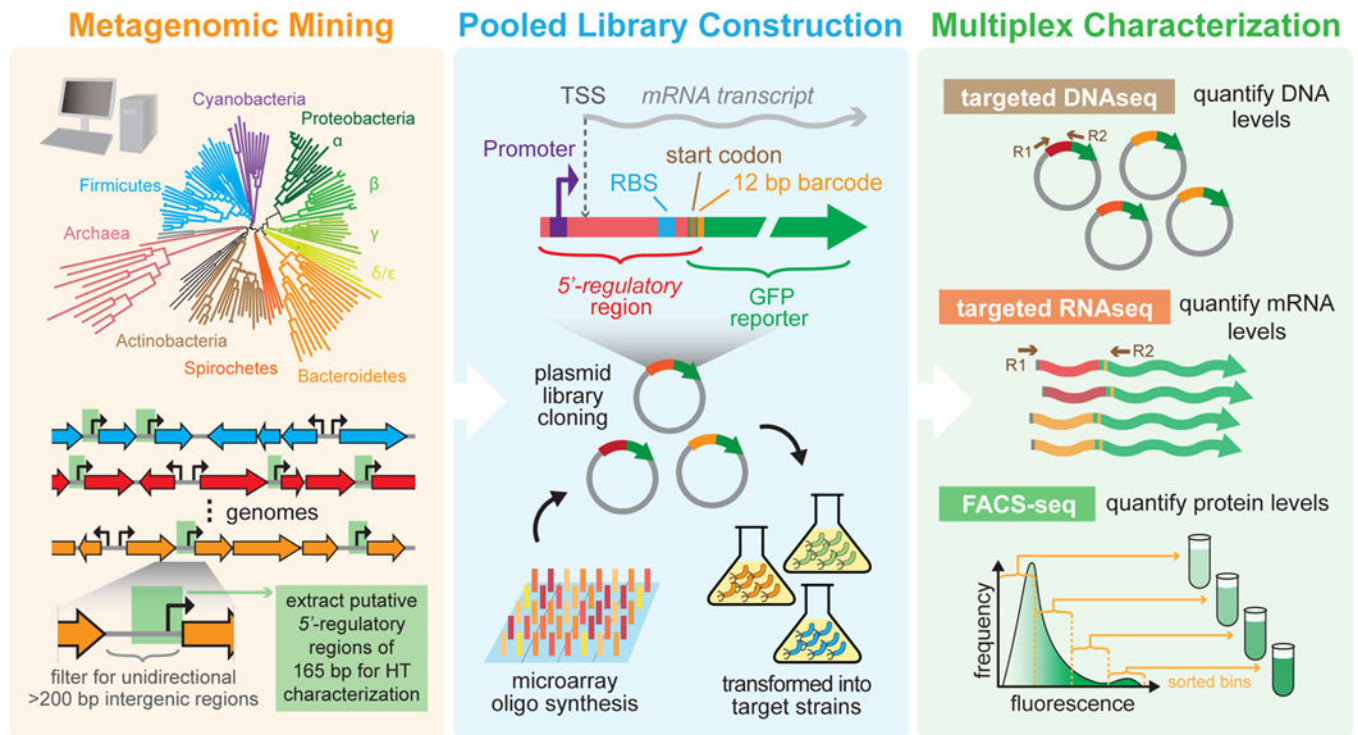 Metagenomic Mining
Cyanobacteria
Proteobacteria
α
Firmicutes
β
Archaea
γ
δ/ε
Actinobacteria
Spirochetes
Bacteroidetes
genomes
extract putative
5'-regulatory
regions of
165 bp for HT
characterization
filter for unidirectional
>200 bp intergenic regions
Pooled Library Construction
TSS
mRNA transcript
Promoter
start codon
RBS
12 bp barcode
5'-regulatory
region
GFP
reporter
plasmid
library
cloning
microarray
oligo synthesis
transformed into
target strains
Multiplex Characterization
targeted DNAseq
quantify DNA
levels
R1
R2
targeted RNAseq
quantify mRNA
levels
R1
R2
FACS-seq
quantify protein levels
frequency
fluorescence
sorted bins